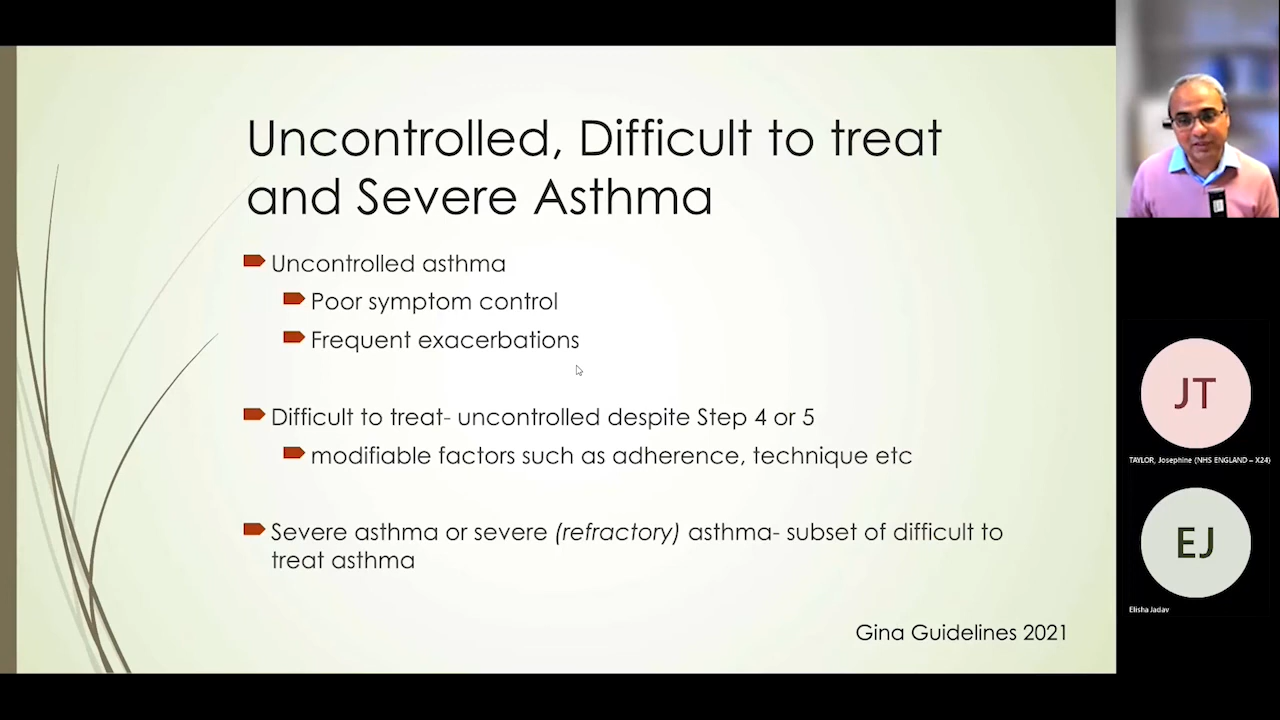 Uncontrolled, Difficult to treat
and Severe Asthma
Uncontrolled asthma
Poor symptom control
Frequent exacerbations
Difficult to treat- uncontrolled despite Step 4 or 5
modifiable factors such as adherence, technique etc
Severe asthma or severe (refractory) asthma- subset of difficult to
treat asthma
Gina Guidelines 2021
JT
TAYLOR, Josephine (NHS ENGLAND – X24)
EJ
Elisha Jadav